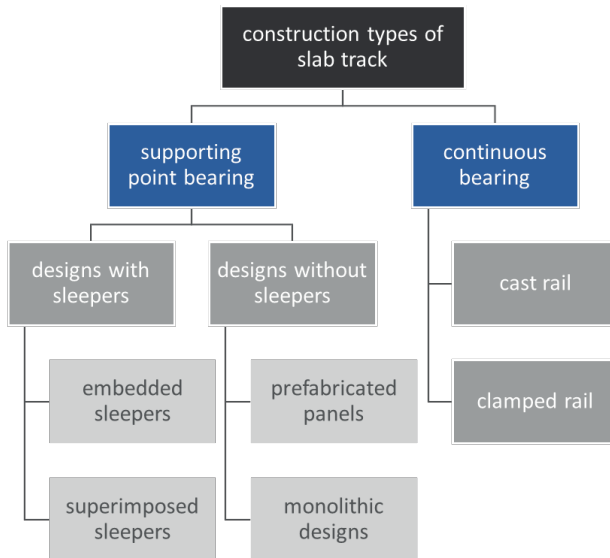 construction types of
slab track
supporting
point bearing
continuous
bearing
designs with
sleepers
designs without
sleepers
cast rail
embedded
sleepers
prefabricated
panels
clamped rail
superimposed
sleepers
monolithic
designs